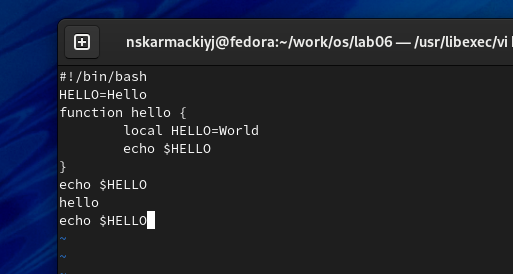 nskarmackiyj@fedora:~/work/os/lab06 — /usr/libexec/vi
#!/bin/bash
HELLO=Hello
function hello {
        local HELLO=World
        echo $HELLO
}
echo $HELLO
hello
echo $HELLO
~
~
~